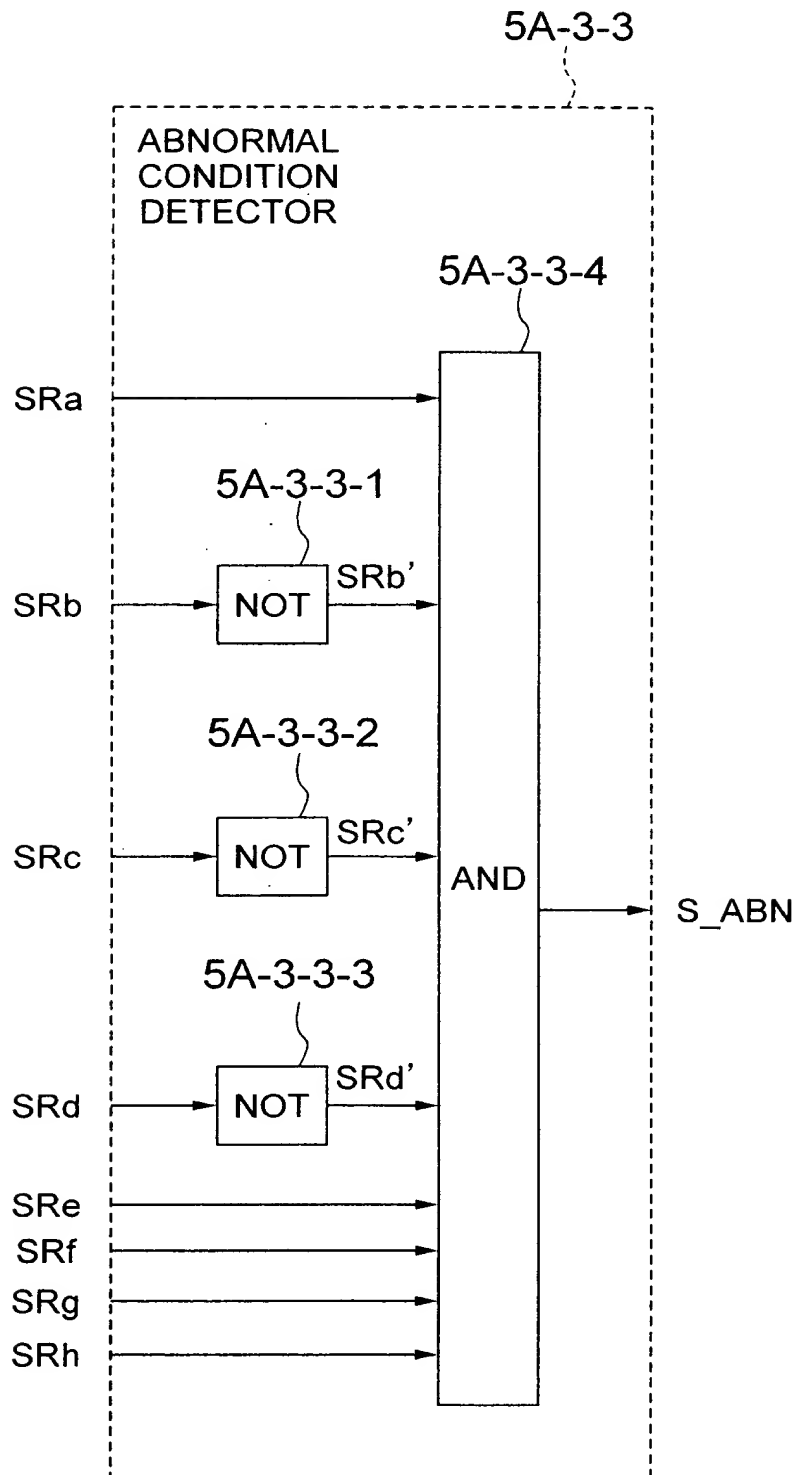 5A-3-3
ABNORMAL
CONDITION
DETECTOR
5A-3-3-4
SRa
5A-3-3-1
SRb
NOT
SRb’
5A-3-3-2
SRc
NOT
SRc’
AND
S_ABN
5A-3-3-3
SRd
NOT
SRd’
SRe
SRf
SRg
SRh